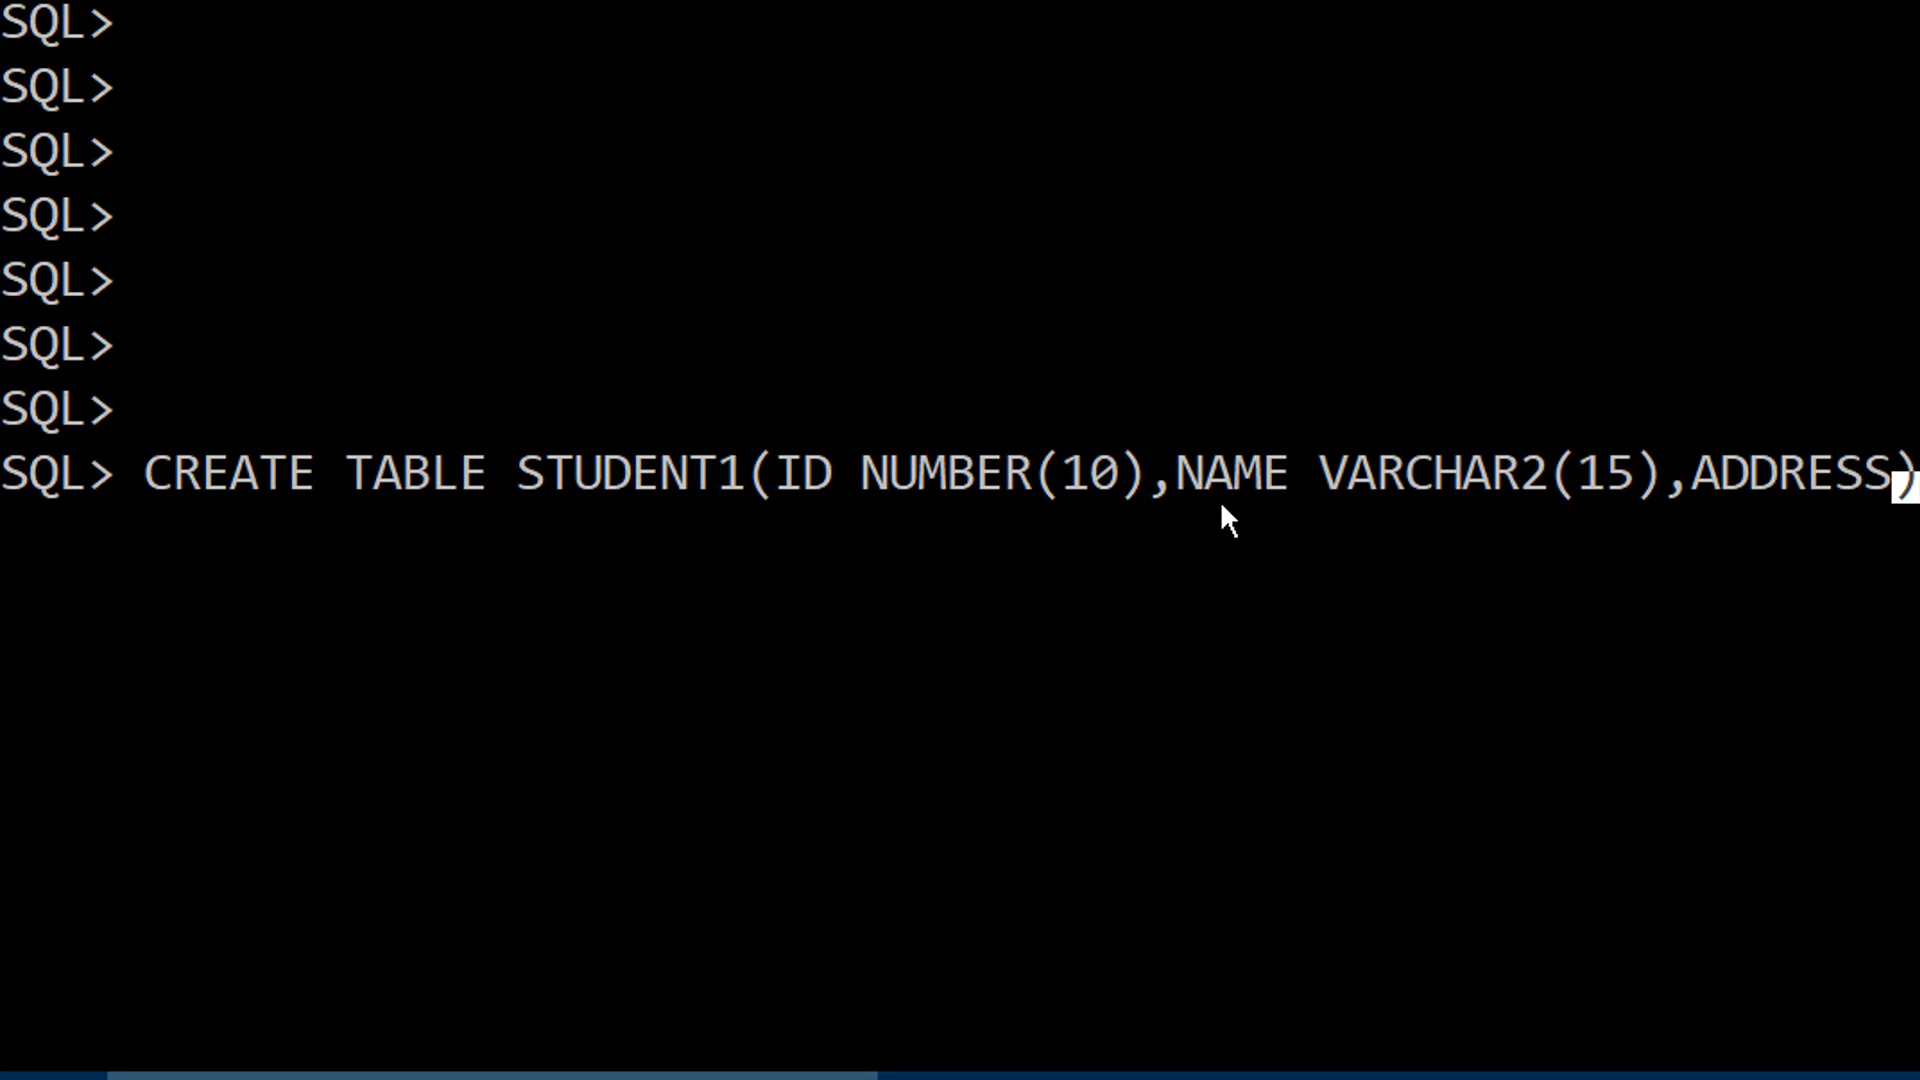 SQL>
SQL>
SQL>
SQL>
SQL>
SQL>
SQL>
SQL> CREATE TABLE STUDENT1(ID NUMBER(10),NAME VARCHAR2(15),ADDRESS)